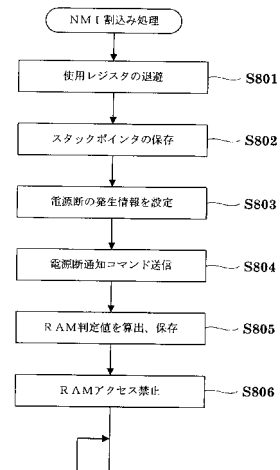 NMI割込み処理
使用レジスタの退避
S801
スタックポインタの保存
S802
電源断の発生情報を設定
S803
電源断通知コマンド送信
S804
RAM判定値を算出、保存
S805
RAMアクセス禁止
S806